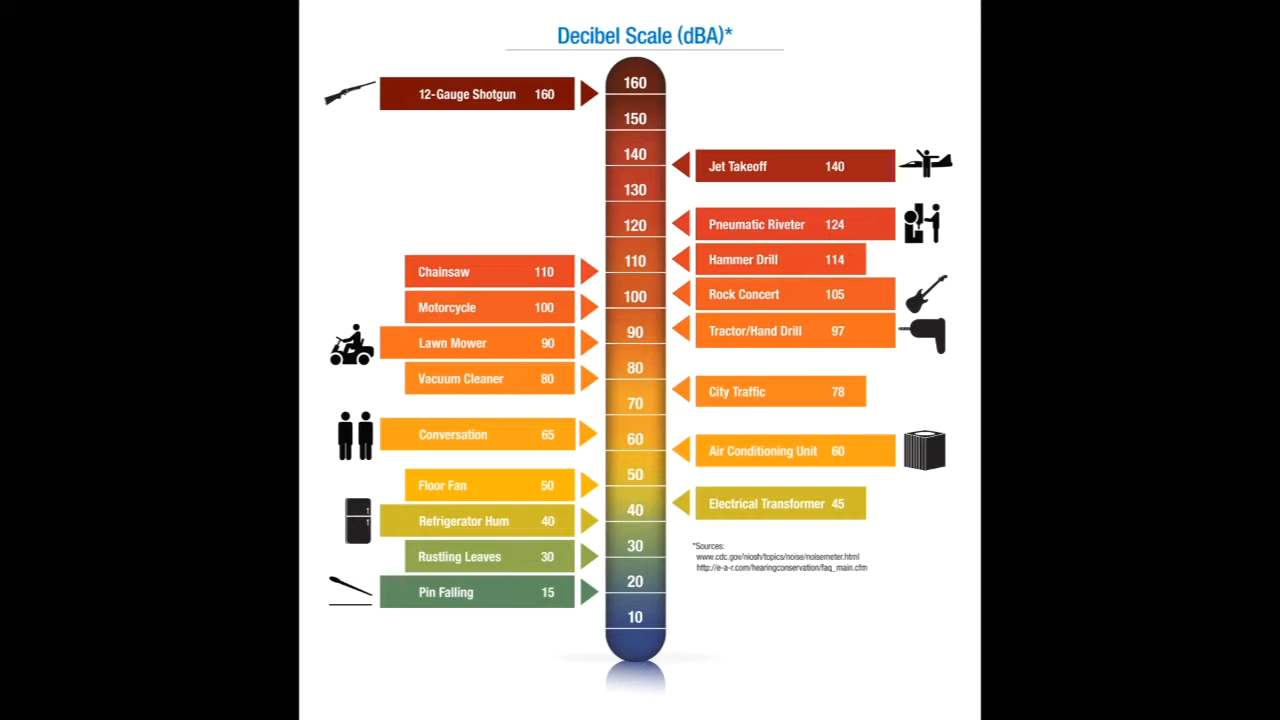 Decibel Scale (dBA)*
12-Gauge Shotgun 160
Chainsaw 110
Motorcycle 100
Lawn Mower 90
Vacuum Cleaner 80
Conversation 65
Floor Fan 50
Refrigerator Hum 40
Rustling Leaves 30
Pin Falling 15
160
150
140
130
120
110
100
90
80
70
60
50
40
30
20
10
Jet Takeoff 140
Pneumatic Riveter 124
Hammer Drill 114
Rock Concert 105
Tractor/Hand Drill 97
City Traffic 78
Air Conditioning Unit 60
Electrical Transformer 45
*Sources:
www.cdc.gov/niosh/topics/noise/noisemeter.html
http://e-a-r.com/hearingconservation/faq_main.cfm